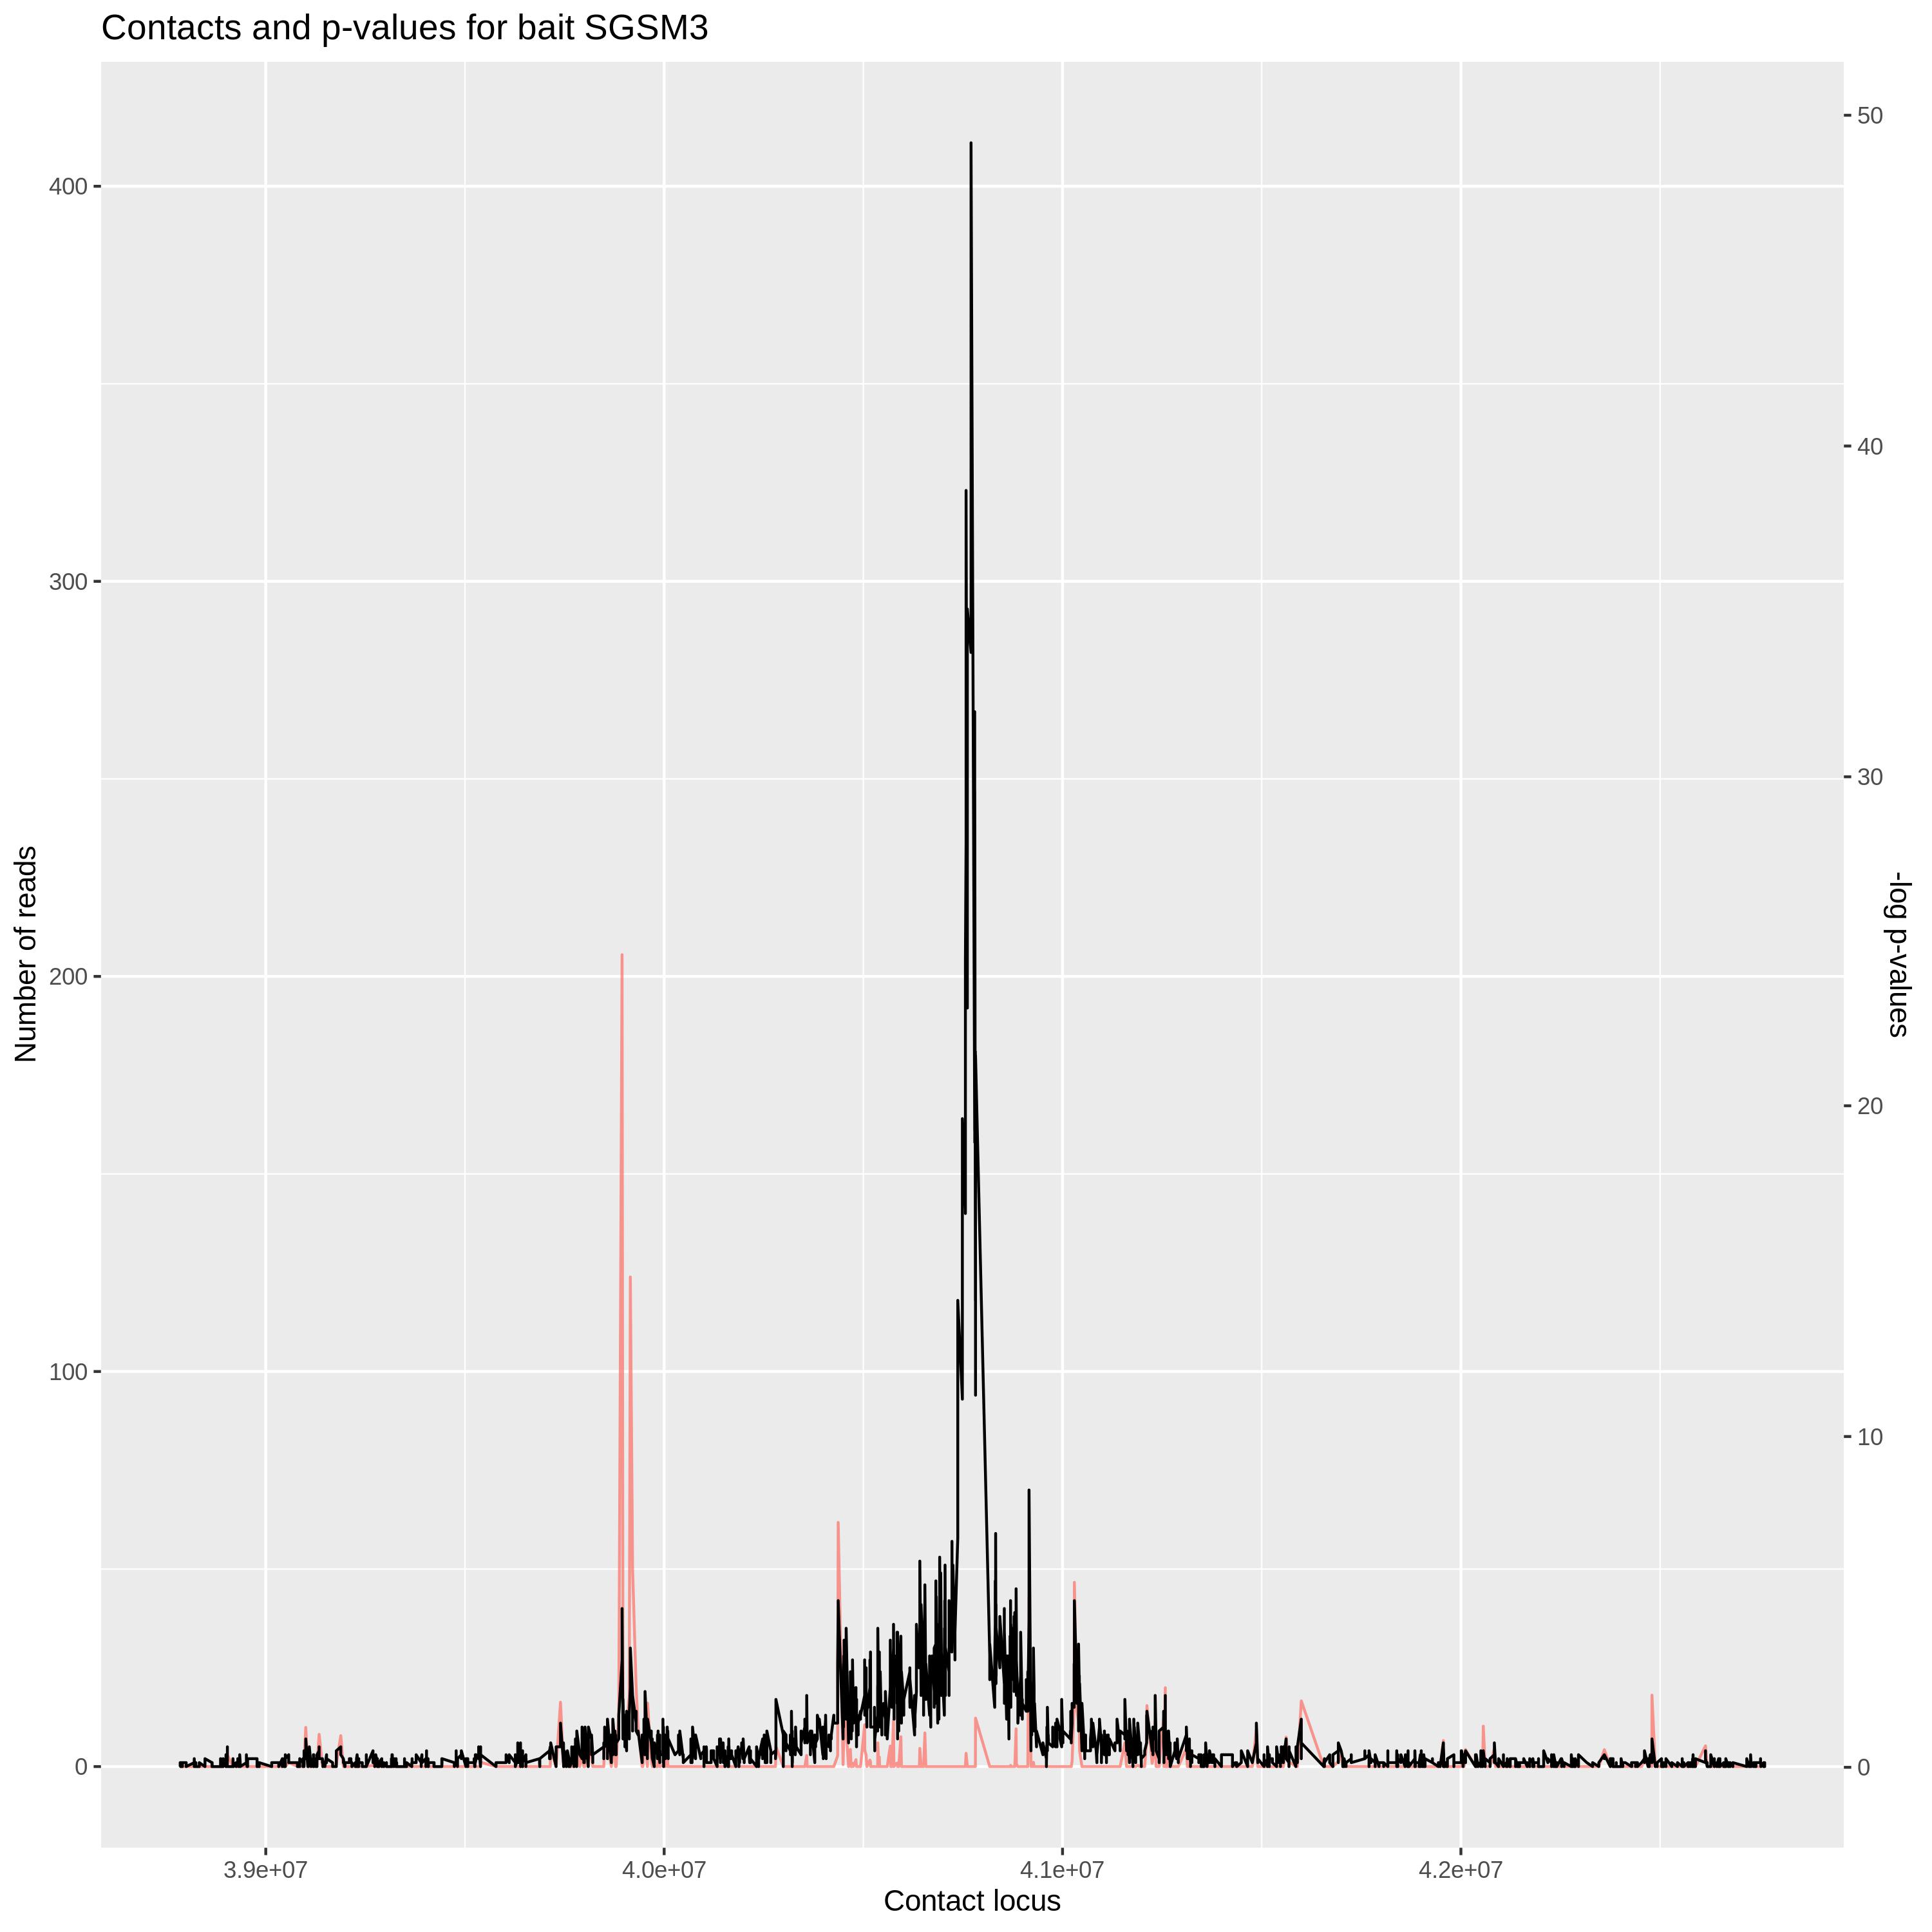 Contacts and p-values for bait SGSM3
400
300
200
100
0
Number of reads
50
40
30
20
10
0
-log p-values
3.9e+07
4.0e+07
4.1e+07
4.2e+07
Contact locus